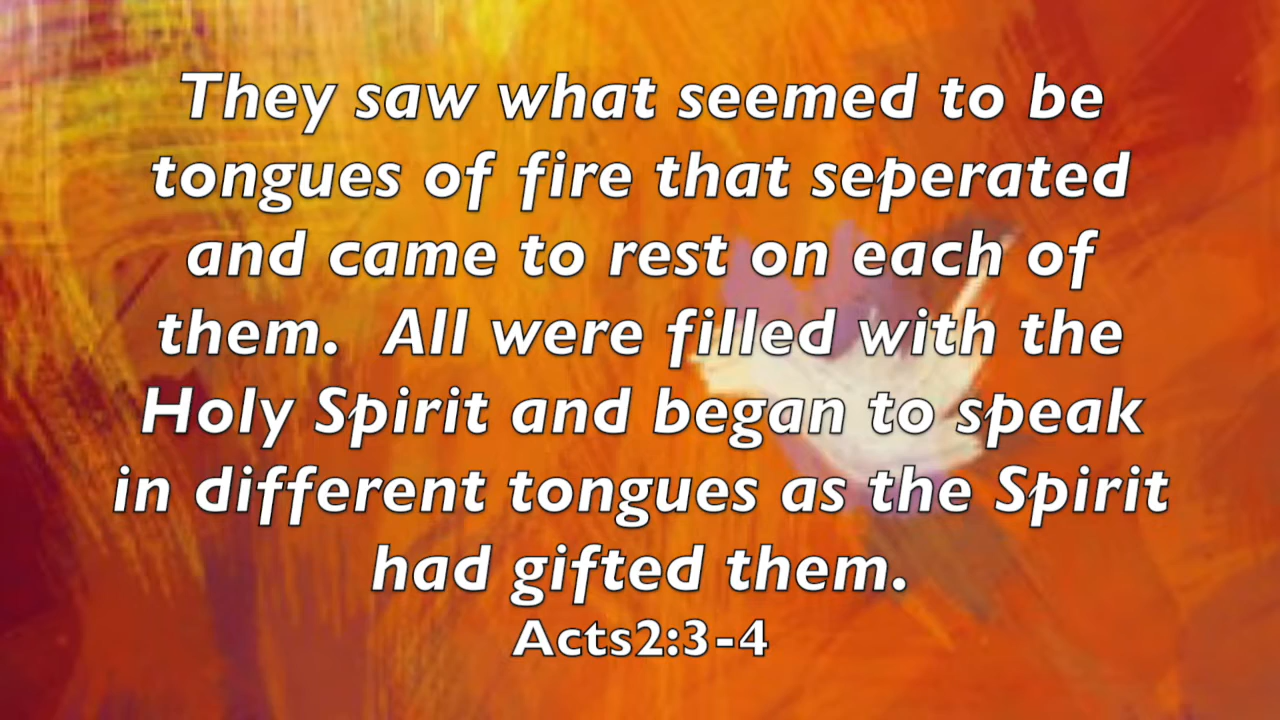 They saw what seemed to be
tongues of fire that seperated
and came to rest on each of
them.  All were filled with the
Holy Spirit and began to speak
in different tongues as the Spirit
had gifted them.
Acts2:3-4